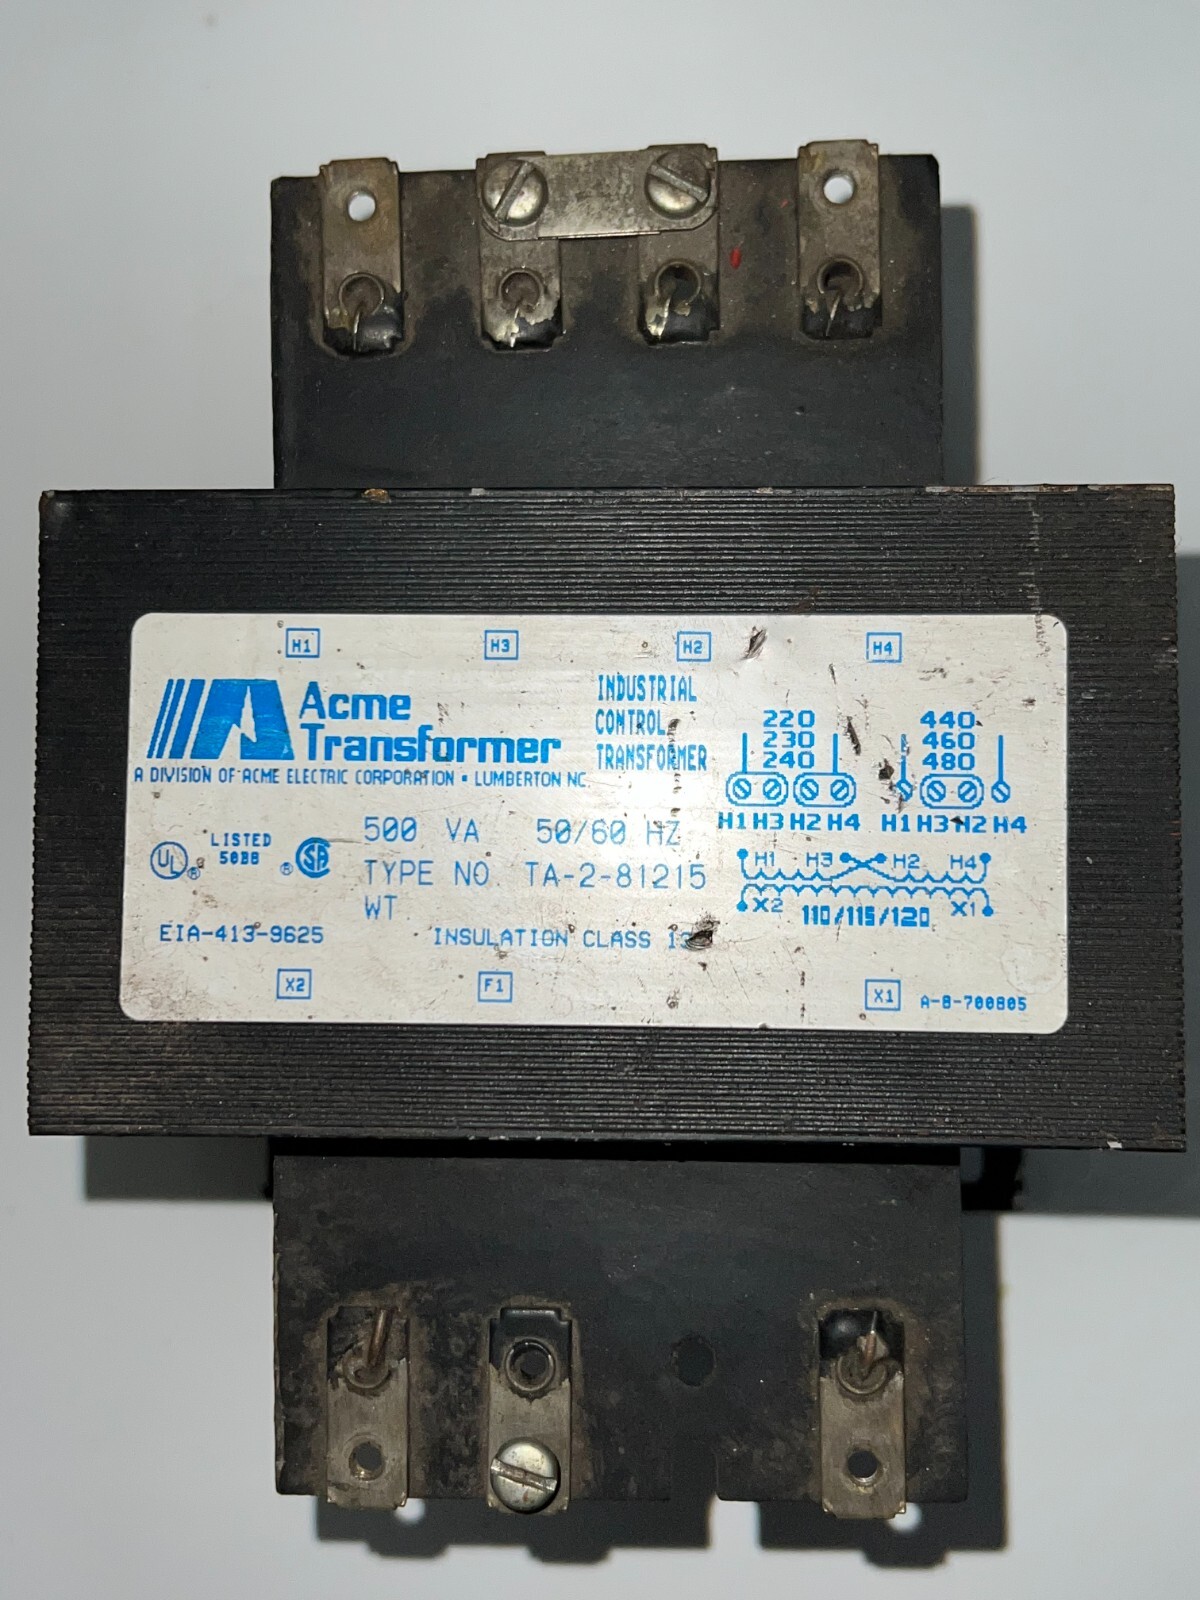 H1 H3 H2 H4
Acme
Transformer
A DIVISION OF ACME ELECTRIC CORPORATION • LUMBERTON NC.
INDUSTRIAL
CONTROL
TRANSFORMER
220
230
240
H1 H3 H2 H4
440
460
480
H1 H3 H2 H4
UL ®
LISTED
50BB
® SA
500 VA 50/60 HZ
TYPE NO. TA-2-81215
WT
H1 H3 H2 H4
X2 110/115/120 X1
EIA-413-9625
INSULATION CLASS
X2 F1 X1
A-B-700805